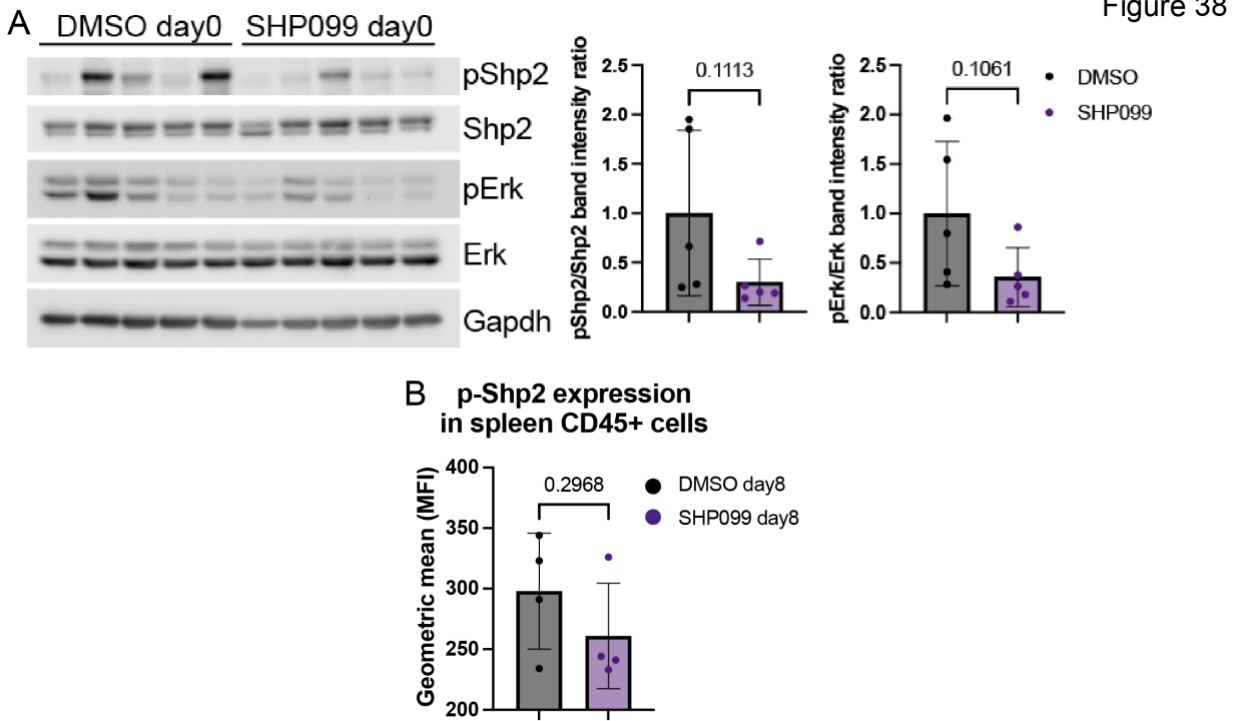 Figure 38
A
DMSO day0 SHP099 day0
pShp2
Shp2
pErk
Erk
Gapdh
pShp2/Shp2 band intensity ratio
2.5
2.0
1.5
1.0
0.5
0.0
0.1113
pErk/Erk band intensity ratio
2.5
2.0
1.5
1.0
0.5
0.0
0.1061
DMSO
SHP099
B
p-Shp2 expression
in spleen CD45+ cells
Geometric mean (MFI)
400
350
300
250
200
0.2968
DMSO day8
SHP099 day8